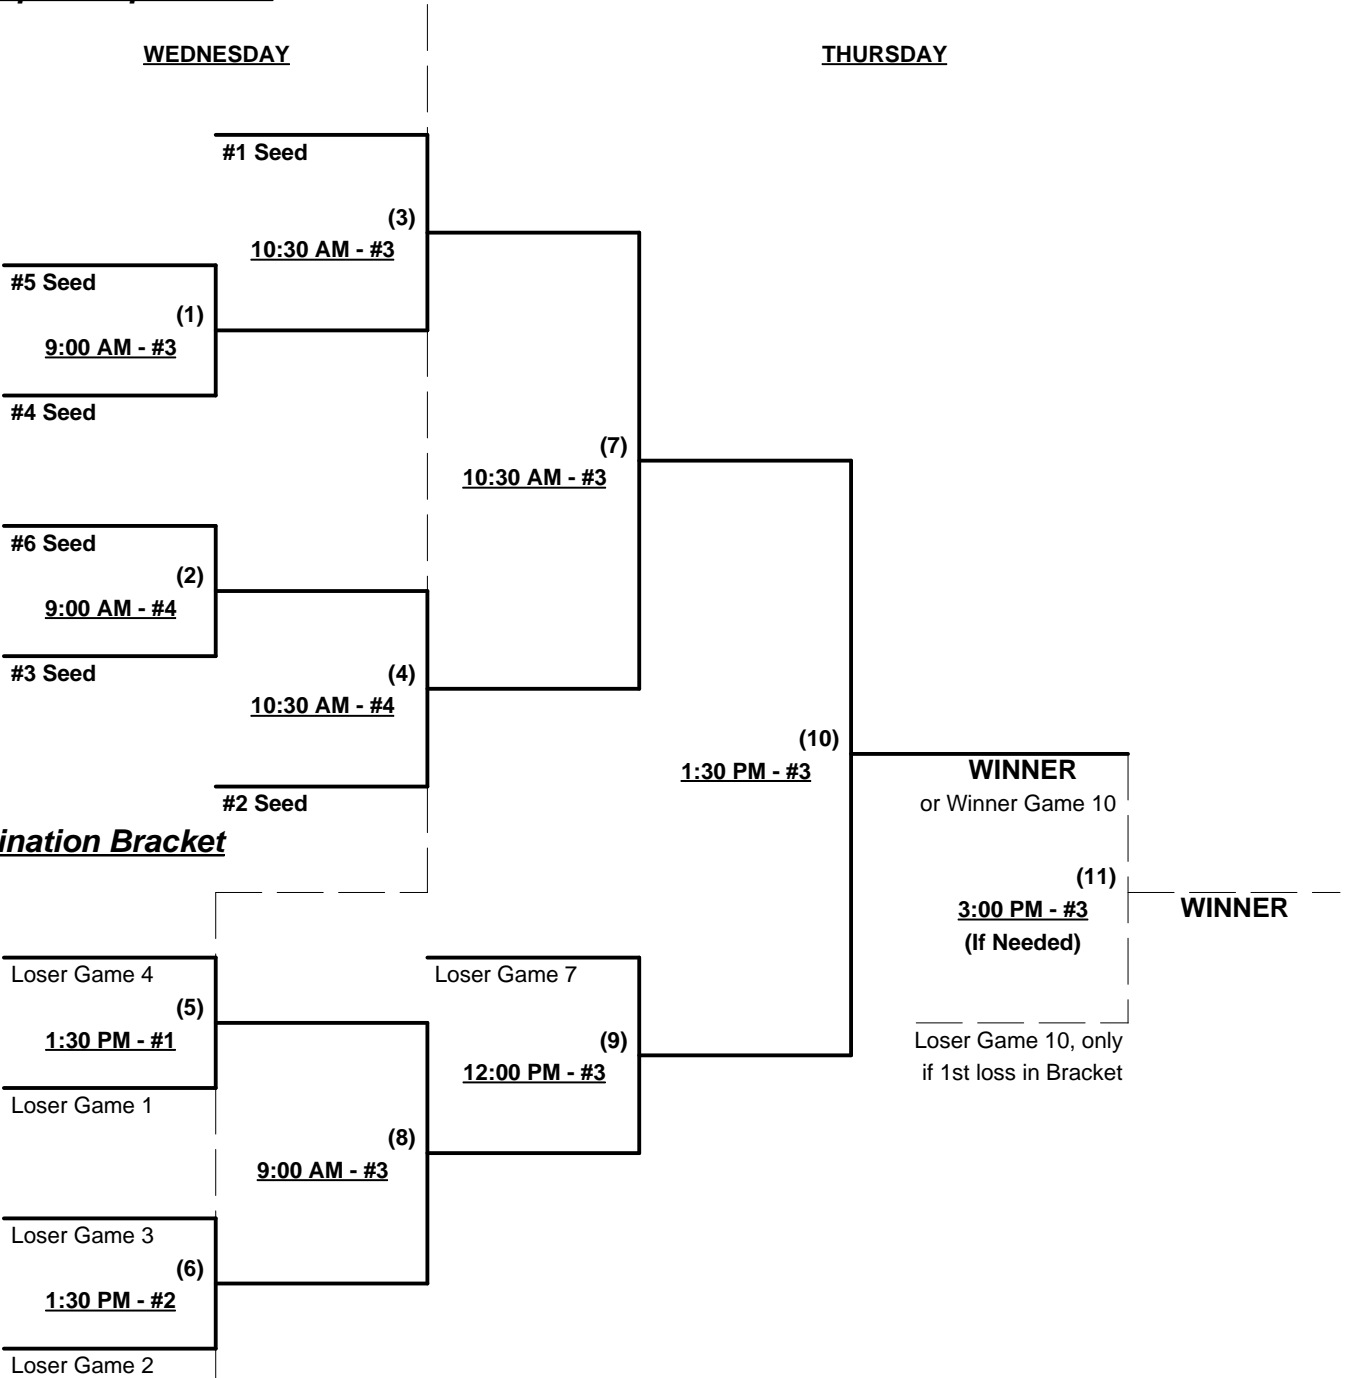 WEDNESDAY
THURSDAY
#1 Seed
(3)
10:30 AM - #3
#5 Seed
(1)
9:00 AM - #3
#4 Seed
(7)
10:30 AM - #3
#6 Seed
(2)
9:00 AM - #4
#3 Seed
(4)
10:30 AM - #4
(10)
1:30 PM - #3
WINNER
#2 Seed
or Winner Game 10
ination Bracket
(11)
3:00 PM - #3
WINNER
(If Needed)
Loser Game 4
Loser Game 7
(5)
1:30 PM - #1
(9)
12:00 PM - #3
Loser Game 10, only
if 1st loss in Bracket
Loser Game 1
(8)
9:00 AM - #3
Loser Game 3
(6)
1:30 PM - #2
Loser Game 2